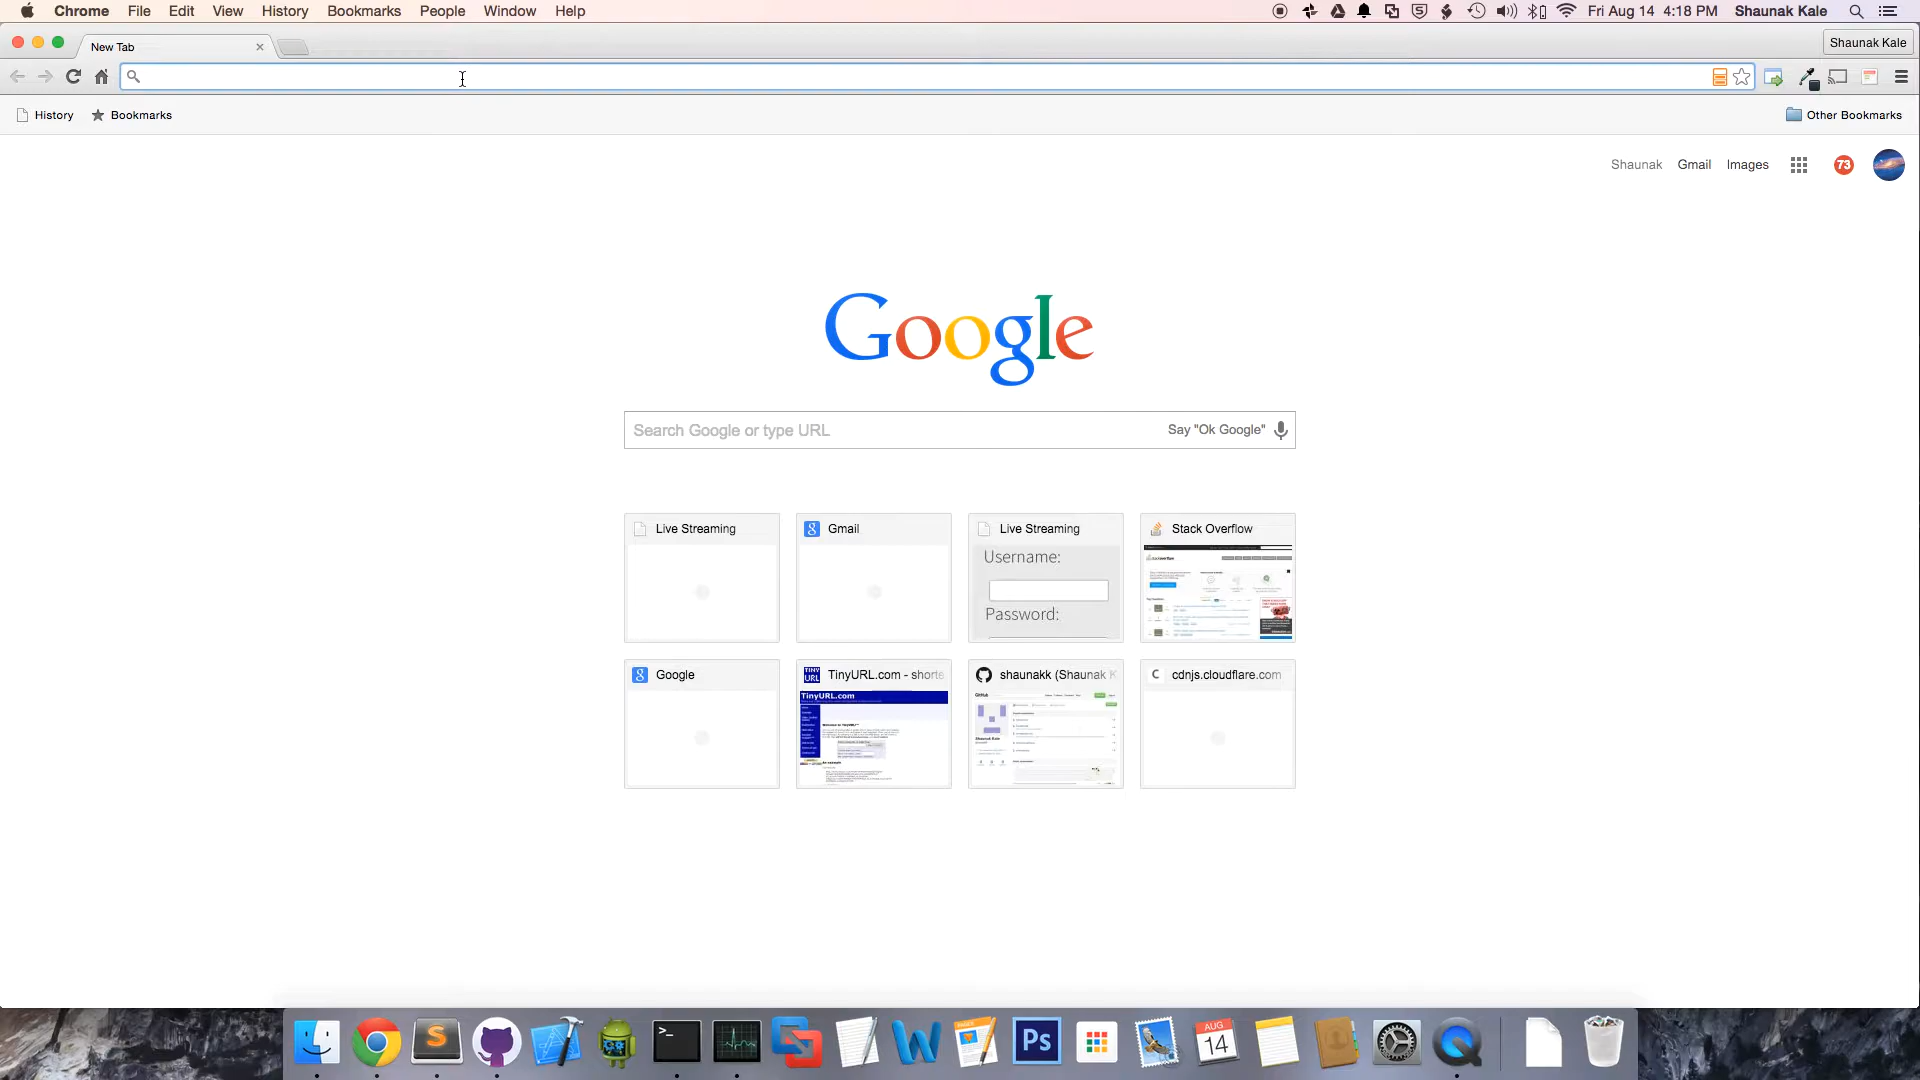 Chrome File Edit View History Bookmarks People Window Help
Fri Aug 14 4:18 PM Shaunak Kale
New Tab
Shaunak Kale
History Bookmarks
Other Bookmarks
Shaunak Gmail Images 73
Google
Search Google or type URL
Say "Ok Google"
Live Streaming
Gmail
Live Streaming
Stack Overflow
Username:
Password:
Google
TinyURL.com - shorte
shaunakk (Shaunak K
C cdnjs.cloudflare.com
TinyURL.com
S
>_
W
Ps
AUG
14